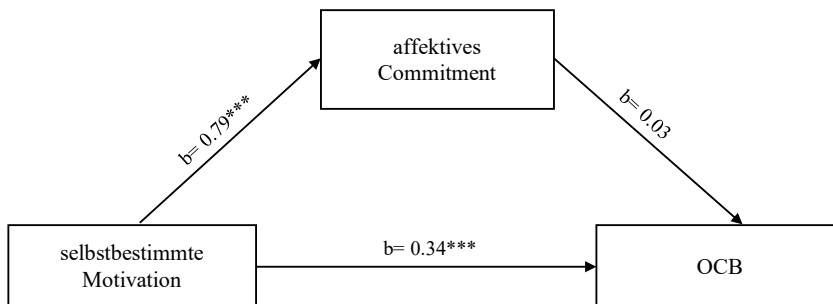 affektives
Commitment
b= 0.79***
b= 0.03
selbstbestimmte
Motivation
b= 0.34***
OCB